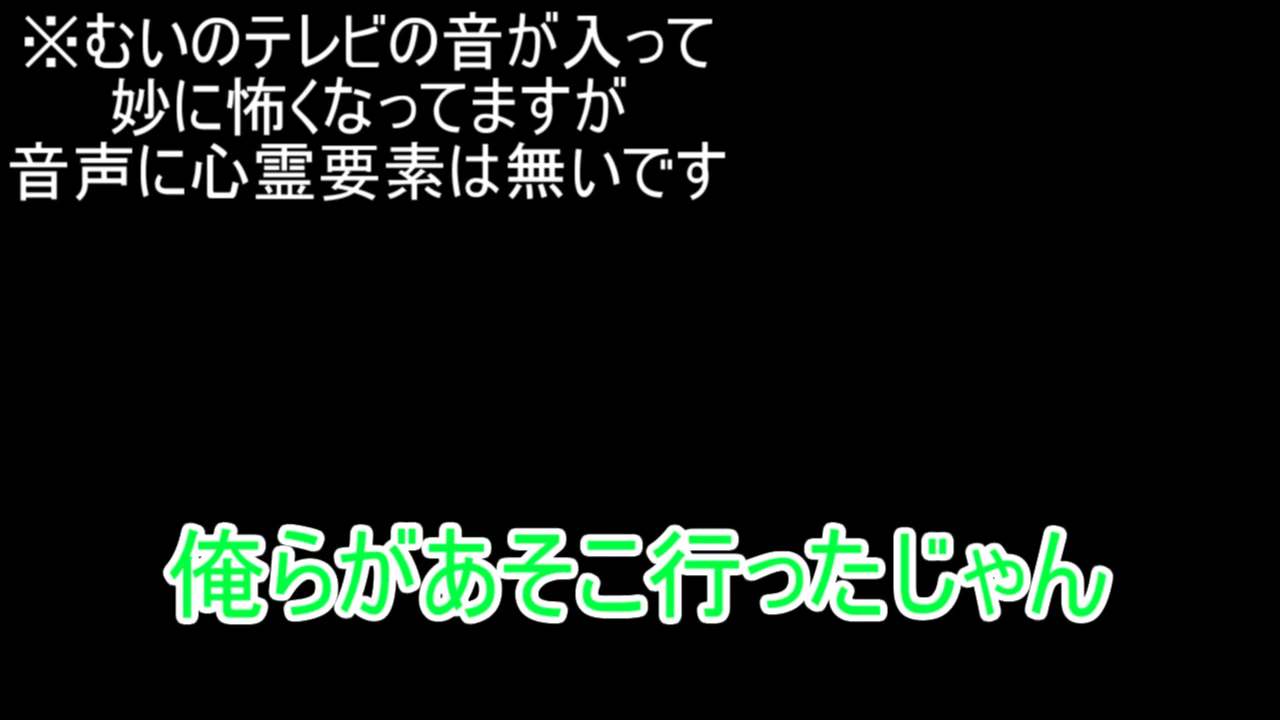 ※むいのテレビの音が入って
妙に怖くなってますが
音声に心霊要素は無いです
俺らがあそこ行ったじゃん